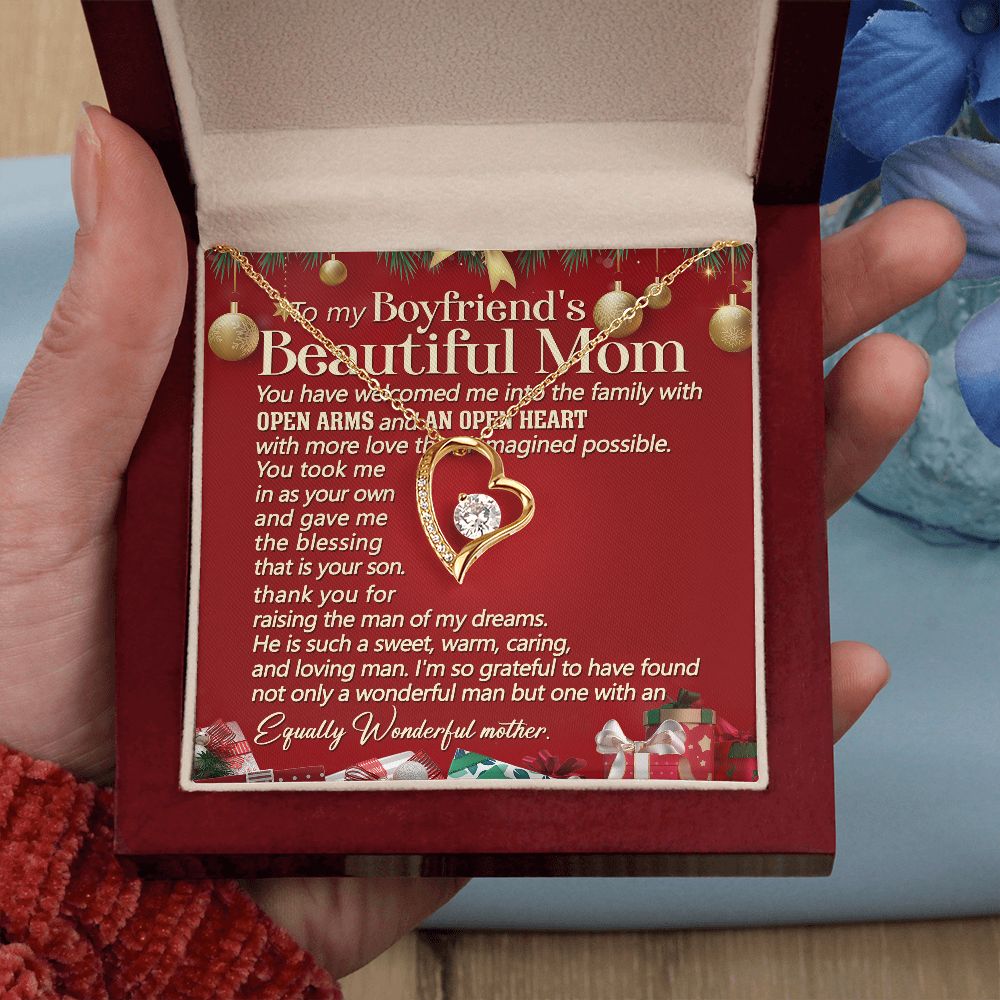 To my Boyfriend's
Beautiful Mom
You have welcomed me into the family with
OPEN ARMS and AN OPEN HEART
with more love than imagined possible.
You took me
in as your own
and gave me
the blessing
that is your son.
thank you for
raising the man of my dreams.
He is such a sweet, warm, caring,
and loving man. I'm so grateful to have found
not only a wonderful man but one with an
Equally Wonderful mother.